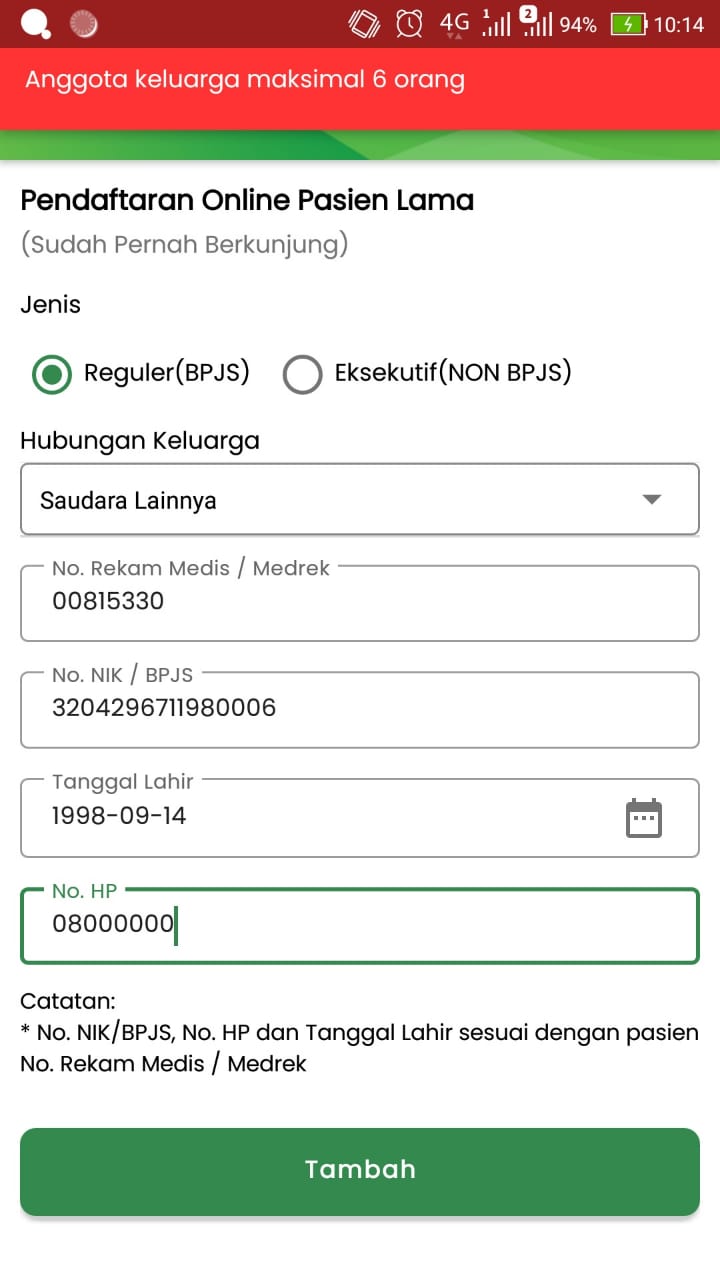 4G 1 2 94% 10:14
Anggota keluarga maksimal 6 orang
Pendaftaran Online Pasien Lama
(Sudah Pernah Berkunjung)
Jenis
Reguler(BPJS) Eksekutif(NON BPJS)
Hubungan Keluarga
Saudara Lainnya
No. Rekam Medis / Medrek
00815330
No. NIK / BPJS
3204296711980006
Tanggal Lahir
1998-09-14
No. HP
08000000
Catatan:
* No. NIK/BPJS, No. HP dan Tanggal Lahir sesuai dengan pasien
No. Rekam Medis / Medrek
Tambah